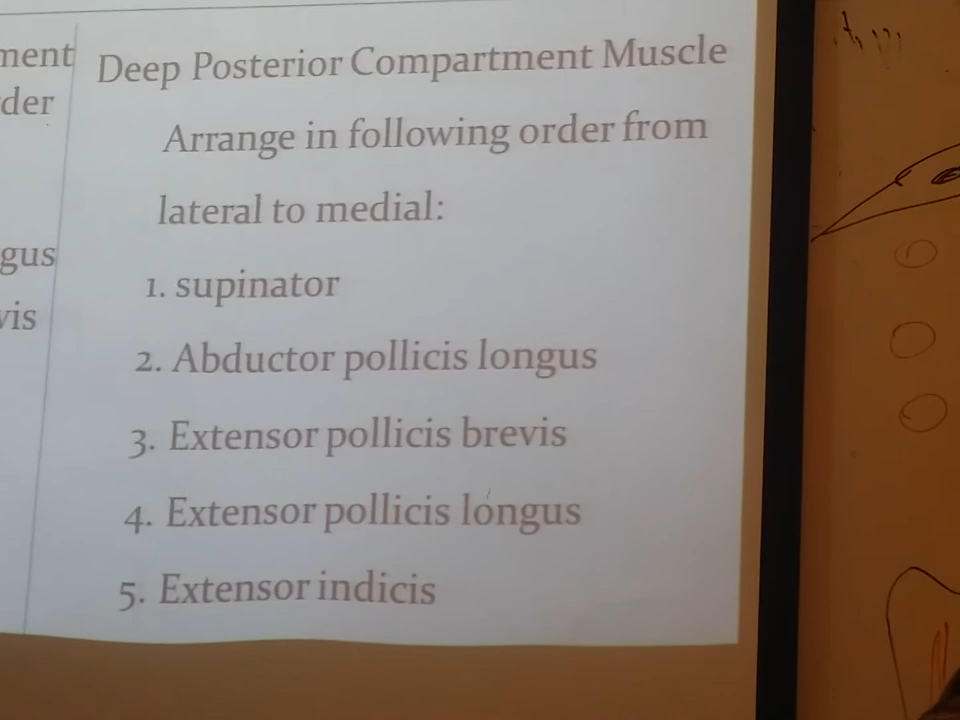 ment
der
gus
vis
Deep Posterior Compartment Muscle
Arrange in following order from
lateral to medial:
1. supinator
2. Abductor pollicis longus
3. Extensor pollicis brevis
4. Extensor pollicis longus
5. Extensor indicis